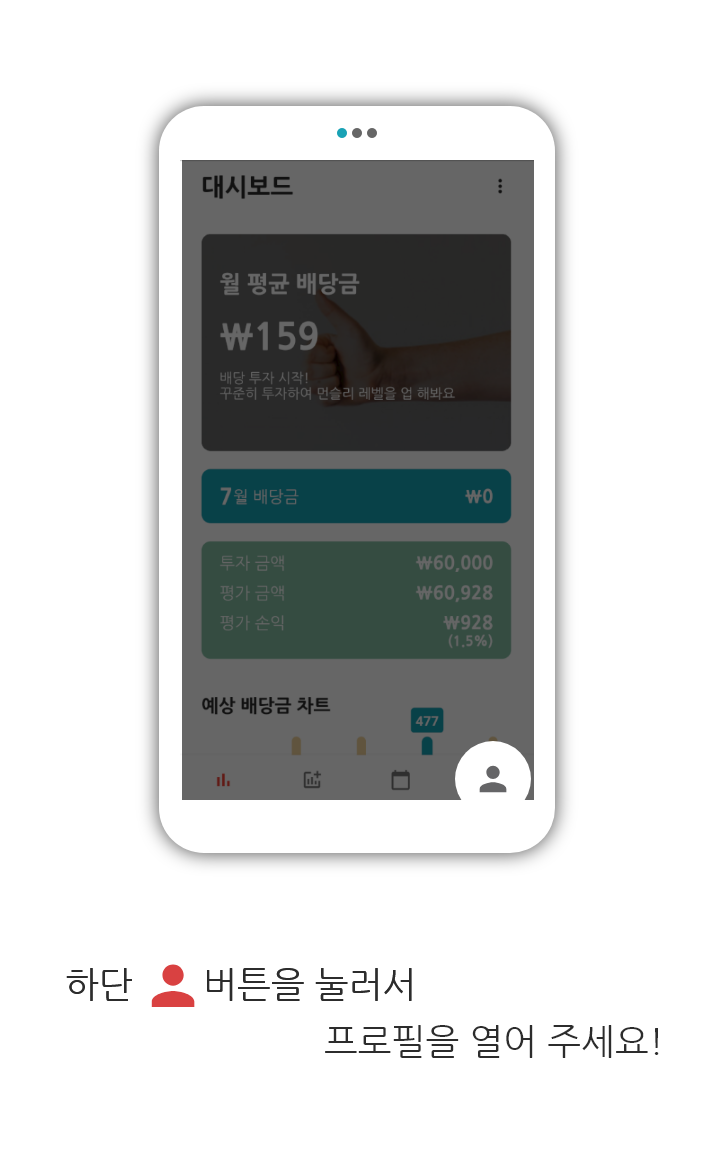 대시보드
월 평균 배당금
₩159
배당 투자 시작!
꾸준히 투자하여 먼슬리 레벨을 업 해봐요
7월 배당금 ₩0
투자 금액 ₩60,000
평가 금액 ₩60,928
평가 손익 ₩928
(1.5%)
예상 배당금 차트
477
하단 버튼을 눌러서
프로필을 열어 주세요!